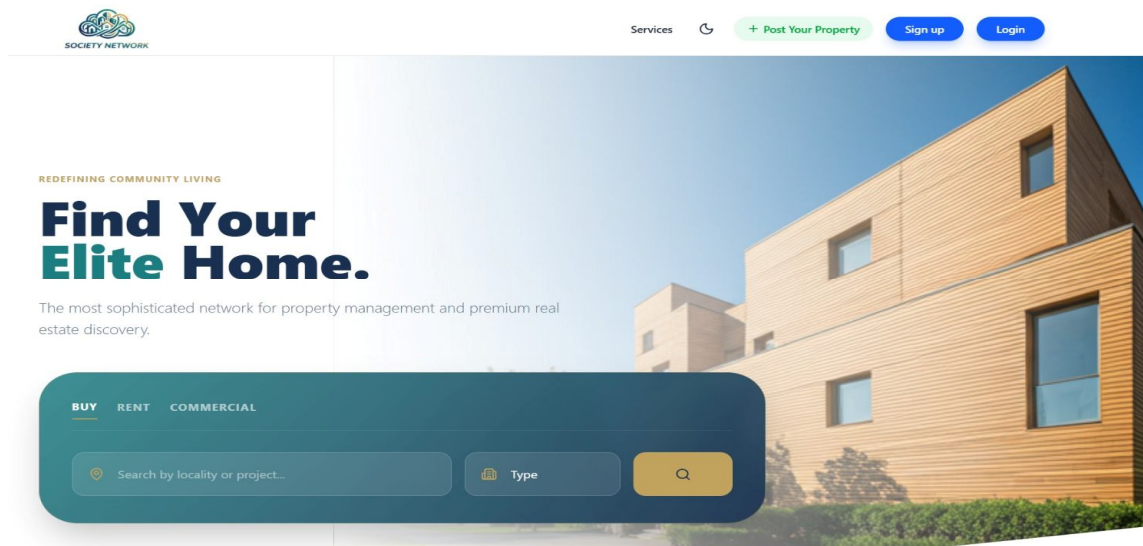 SOCIETY NETWORK
Services
+ Post Your Property
Sign up
Login
REDEFINING COMMUNITY LIVING
Find Your
Elite Home.
The most sophisticated network for property management and premium real
estate discovery.
BUY RENT COMMERCIAL
Search by locality or project...
Type